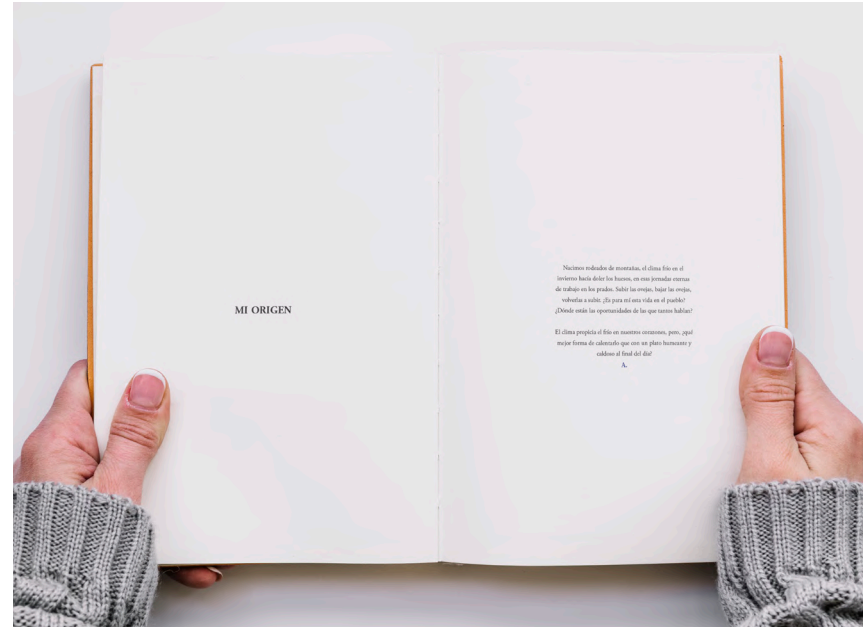 MI ORIGEN
Nacimos rodeados de montañas, el clima frío en el
invierno hacía doler los huesos, en esas jornadas eternas
de trabajo en los prados. Subir las ovejas, bajar las ovejas,
volverlas a subir. ¿Es para mí esta vida en el pueblo?
¿Dónde están las oportunidades de las que tantos hablan?
El clima propicia el frío en nuestros corazones, pero, ¿qué
mejor forma de calentarlo que con un plato humeante y
caldoso al final del día?
A.